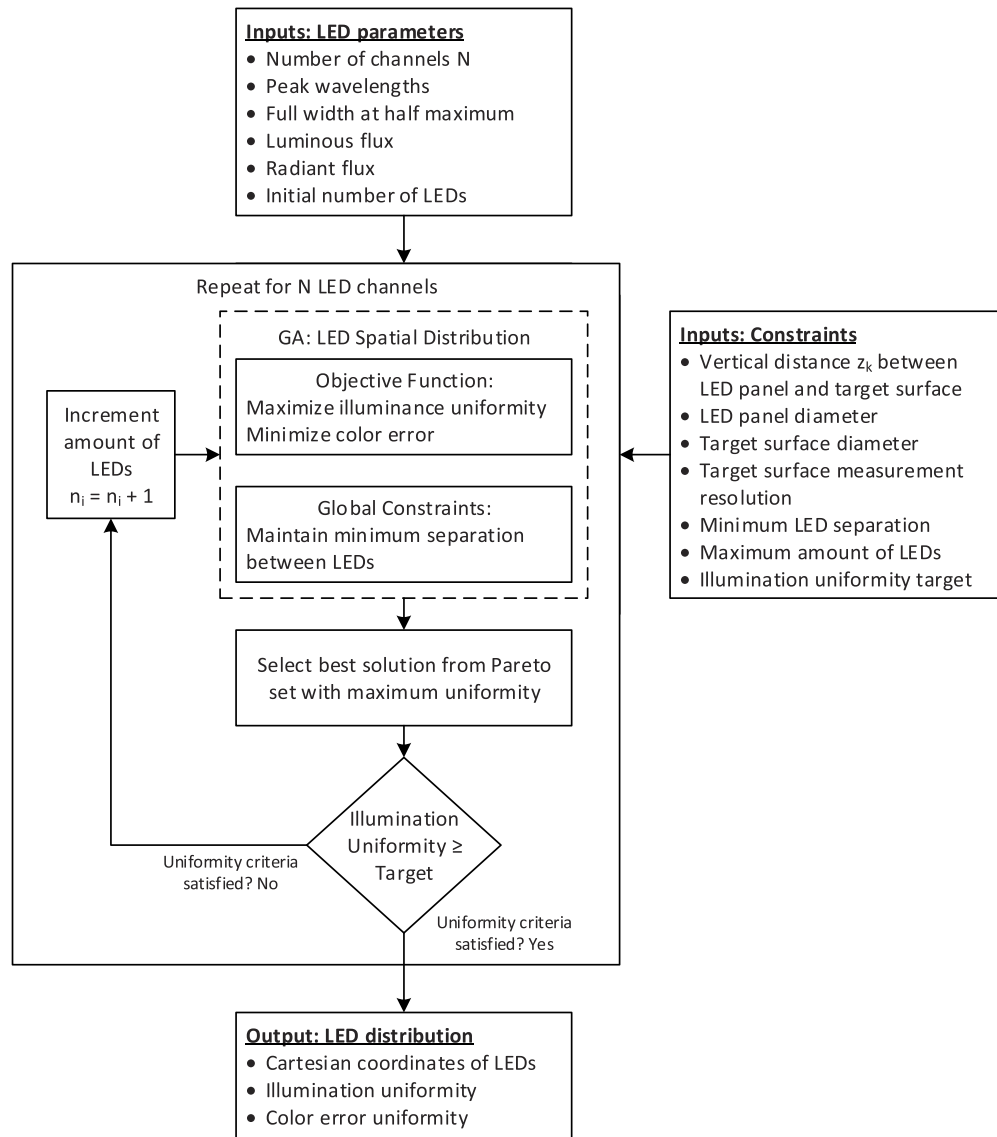 Inputs: LED parameters
• Number of channels N
• Peak wavelengths
• Full width at half maximum
• Luminous flux
• Radiant flux
• Initial number of LEDs
Repeat for N LED channels
GA: LED Spatial Distribution
Objective Function:
Maximize illuminance uniformity
Minimize color error
Global Constraints:
Maintain minimum separation
between LEDs
Increment
amount of
LEDs
nᵢ = nᵢ + 1
Inputs: Constraints
• Vertical distance zₖ between
LED panel and target surface
• LED panel diameter
• Target surface diameter
• Target surface measurement
resolution
• Minimum LED separation
• Maximum amount of LEDs
• Illumination uniformity target
Select best solution from Pareto
set with maximum uniformity
Illumination
Uniformity ≥
Target
Uniformity criteria
satisfied? No
Uniformity criteria
satisfied? Yes
Output: LED distribution
• Cartesian coordinates of LEDs
• Illumination uniformity
• Color error uniformity